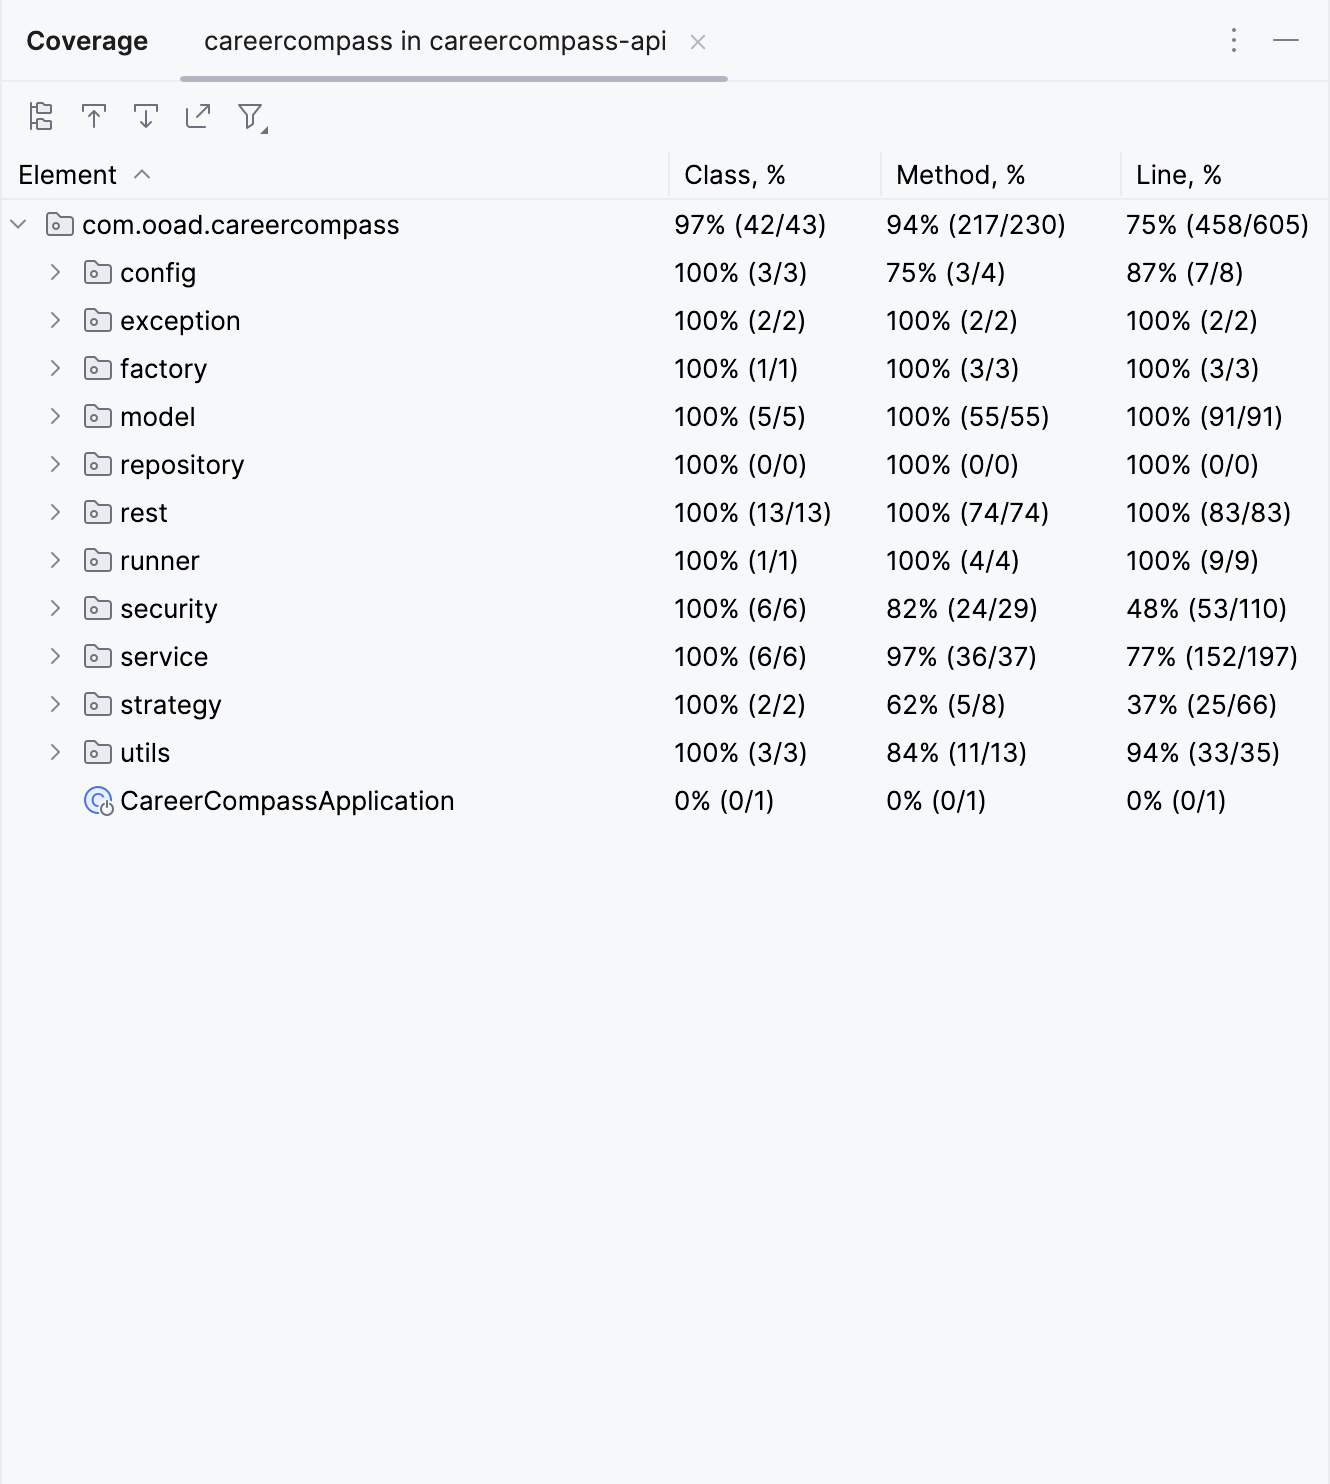 Coverage careercompass in careercompass-api
Element Class, % Method, % Line, %
com.ooad.careercompass 97% (42/43) 94% (217/230) 75% (458/605)
config 100% (3/3) 75% (3/4) 87% (7/8)
exception 100% (2/2) 100% (2/2) 100% (2/2)
factory 100% (1/1) 100% (3/3) 100% (3/3)
model 100% (5/5) 100% (55/55) 100% (91/91)
repository 100% (0/0) 100% (0/0) 100% (0/0)
rest 100% (13/13) 100% (74/74) 100% (83/83)
runner 100% (1/1) 100% (4/4) 100% (9/9)
security 100% (6/6) 82% (24/29) 48% (53/110)
service 100% (6/6) 97% (36/37) 77% (152/197)
strategy 100% (2/2) 62% (5/8) 37% (25/66)
utils 100% (3/3) 84% (11/13) 94% (33/35)
CareerCompassApplication 0% (0/1) 0% (0/1) 0% (0/1)